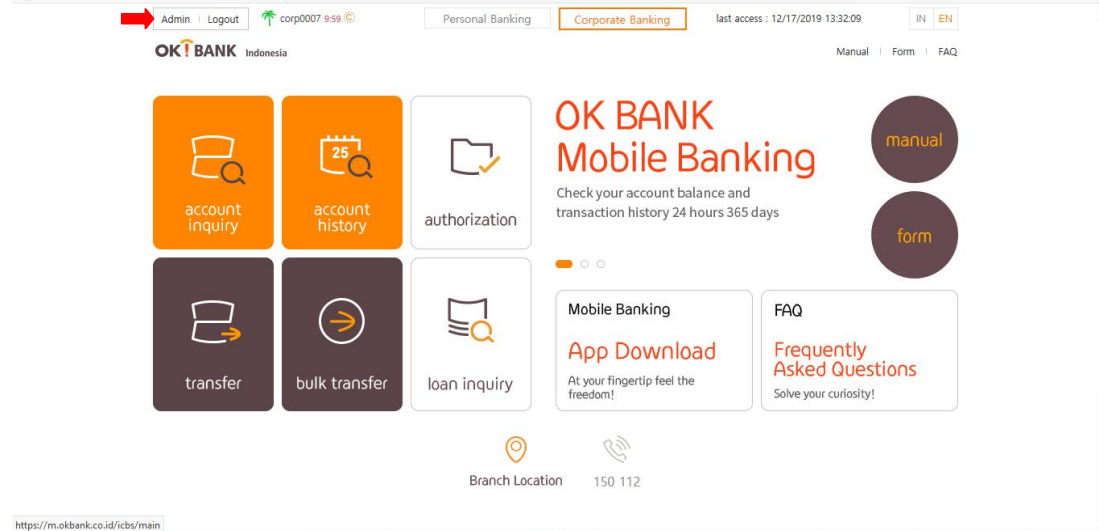 Admin | Logout corp0007 9:59 © Personal Banking Corporate Banking last access : 12/17/2019 13:32:09 IN EN
OK! BANK Indonesia
Manual | Form | FAQ
account
inquiry
25
account
history
authorization
OK BANK
Mobile Banking
Check your account balance and
transaction history 24 hours 365 days
manual
form
transfer
bulk transfer
loan inquiry
Mobile Banking
App Download
At your fingertip feel the
freedom!
FAQ
Frequently
Asked Questions
Solve your curiosity!
Branch Location
150 112
https://m.okbank.co.id/icbs/main